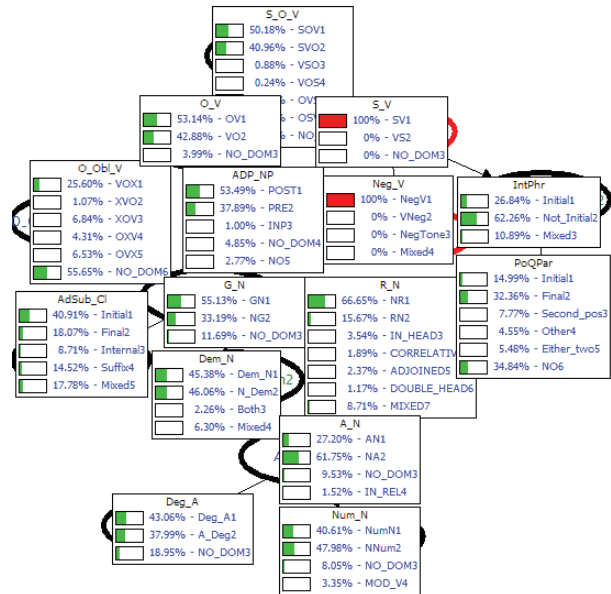 S_O_V
50.18% - SOV1
40.96% - SVO2
0.88% - VSO3
0.24% - VOS4
O_V
53.14% - OV1
42.88% - VO2
3.99% - NO_DOM3
S_V
100% - SV1
0% - VS2
0% - NO_DOM3
O_Obl_V
25.60% - VOX1
1.07% - XVO2
6.84% - XOV3
4.31% - OXV4
6.53% - OVX5
55.65% - NO_DOM6
ADP_NP
53.49% - POST1
37.89% - PRE2
1.00% - INP3
4.85% - NO_DOM4
2.77% - NO5
Neg_V
100% - NegV1
0% - VNeg2
0% - NegTone3
0% - Mixed4
IntPhr
26.84% - Initial1
62.26% - Not_Initial2
10.89% - Mixed3
PoQPar
14.99% - Initial1
32.36% - Final2
7.77% - Second_pos3
4.55% - Other4
5.48% - Either_two5
34.84% - NO6
AdSub_Cl
40.91% - Initial1
18.07% - Final2
8.71% - Internal3
14.52% - Suffix4
17.78% - Mixed5
G_N
55.13% - GN1
33.19% - NG2
11.69% - NO_DOM3
R_N
66.65% - NR1
15.67% - RN2
3.54% - IN_HEAD3
1.89% - CORRELATIV
2.37% - ADJOINED5
1.17% - DOUBLE_HEAD6
8.71% - MIXED7
Dem_N
45.38% - Dem_N1
46.06% - N_Dem2
2.26% - Both3
6.30% - Mixed4
A_N
27.20% - AN1
61.75% - NA2
9.53% - NO_DOM3
1.52% - IN_REL4
Deg_A
43.06% - Deg_A1
37.99% - A_Deg2
18.95% - NO_DOM3
Num_N
40.61% - NumN1
47.98% - NNum2
8.05% - NO_DOM3
3.35% - MOD_V4